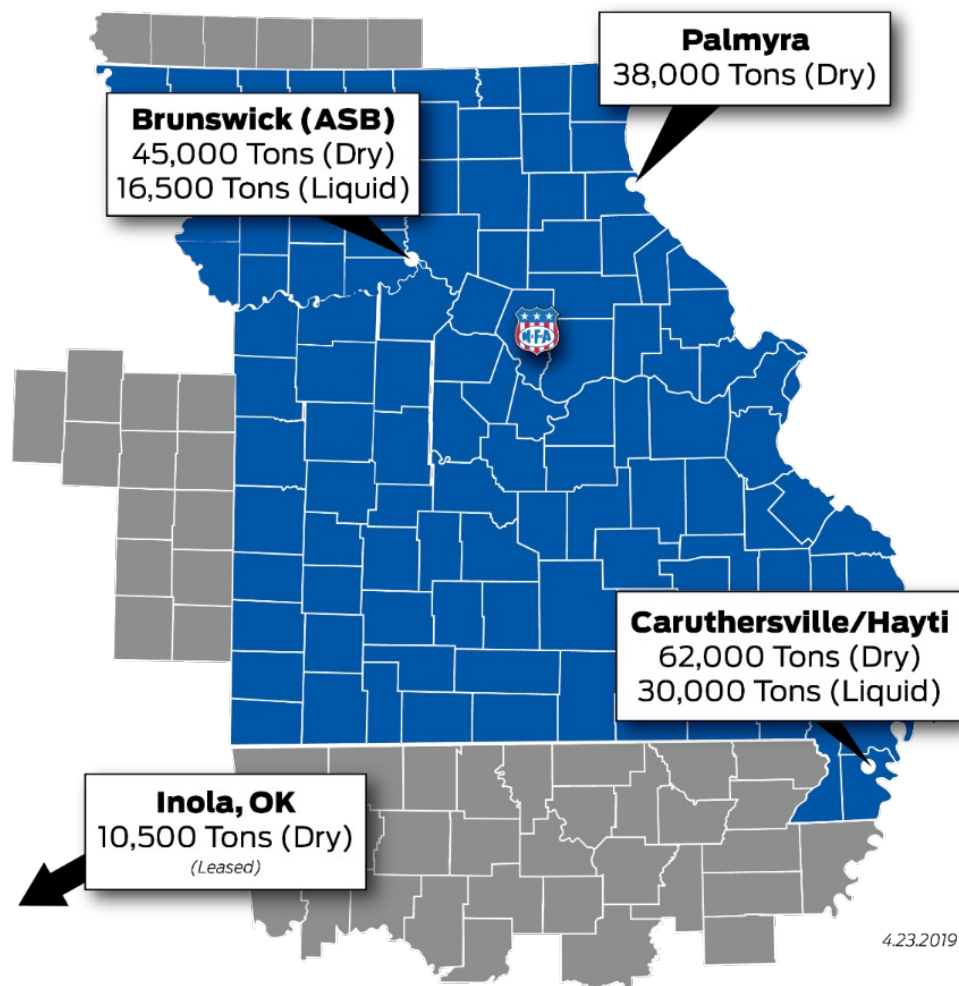 Palmyra
38,000 Tons (Dry)
Brunswick (ASB)
45,000 Tons (Dry)
16,500 Tons (Liquid)
MFA
Caruthersville/Hayti
62,000 Tons (Dry)
30,000 Tons (Liquid)
Inola, OK
10,500 Tons (Dry)
(Leased)
4.23.2019